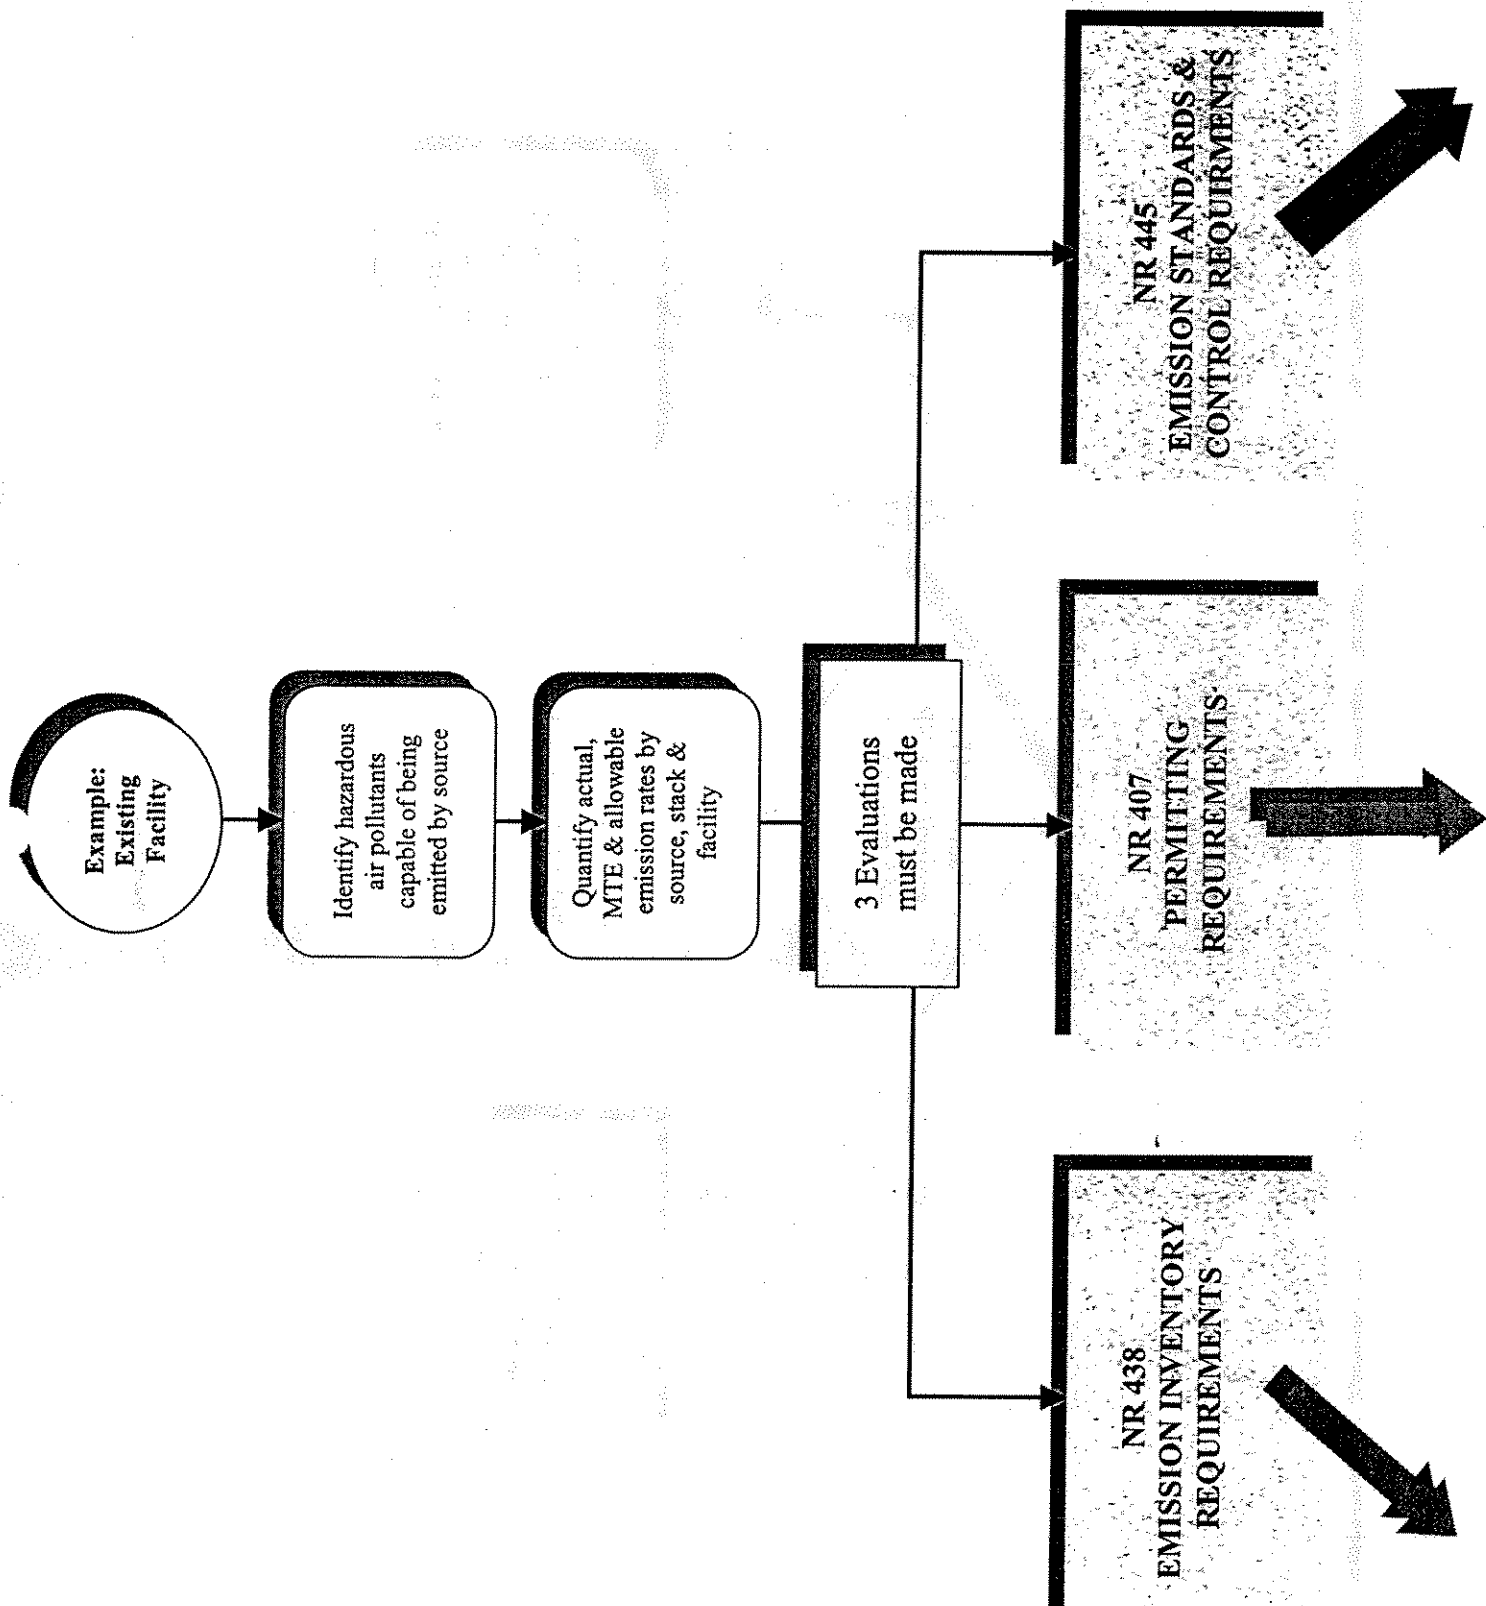 Example:
Existing
Facility
Identify hazardous
air pollutants
capable of being
emitted by source
Quantify actual,
MTE & allowable
emission rates by
source, stack &
facility
3 Evaluations
must be made
NR 438
EMISSION INVENTORY
REQUIREMENTS
NR 407
PERMITTING
REQUIREMENTS
NR 445
EMISSION STANDARDS &
CONTROL REQUIRMENTS